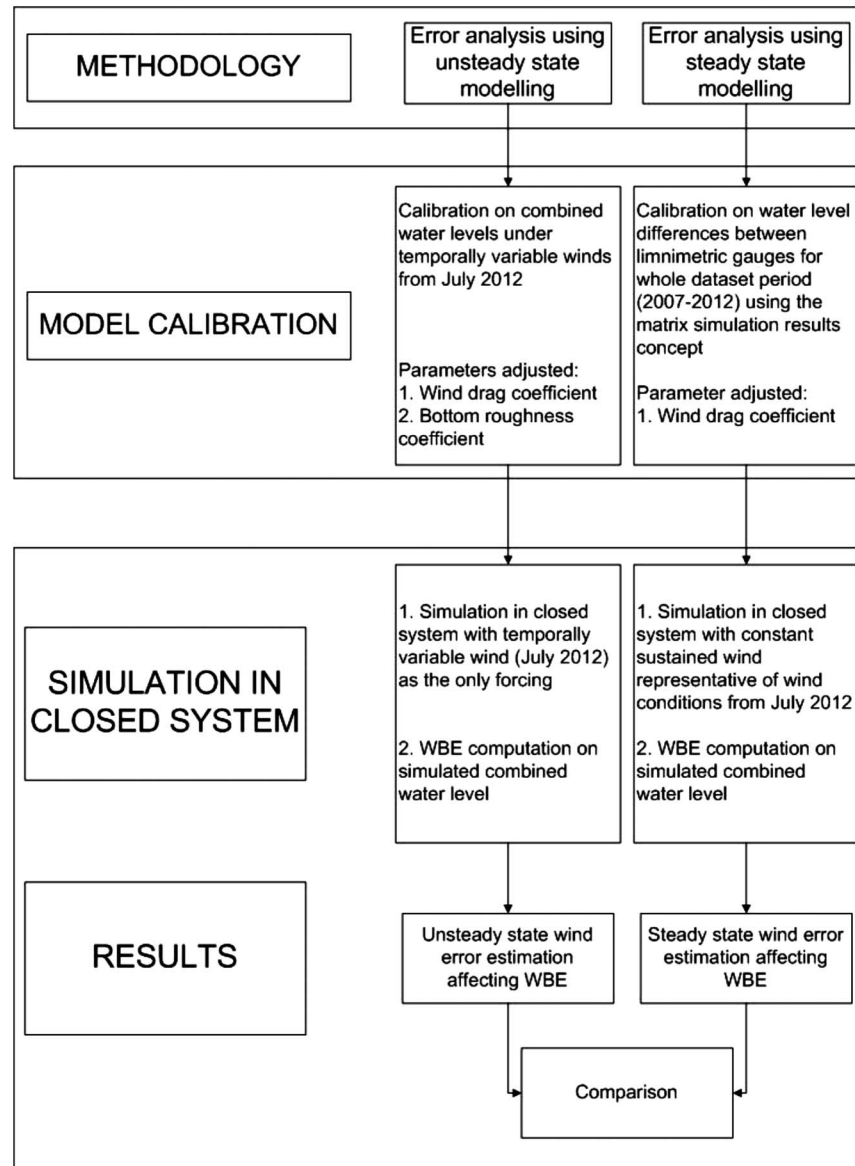 METHODOLOGY
Error analysis using
unsteady state
modelling
Error analysis using
steady state
modelling
MODEL CALIBRATION
Calibration on combined
water levels under
temporally variable winds
from July 2012
Parameters adjusted:
1. Wind drag coefficient
2. Bottom roughness
coefficient
Calibration on water level
differences between
limnimetric gauges for
whole dataset period
(2007-2012) using the
matrix simulation results
concept
Parameter adjusted:
1. Wind drag coefficient
SIMULATION IN
CLOSED SYSTEM
1. Simulation in closed
system with temporally
variable wind (July 2012)
as the only forcing
2. WBE computation on
simulated combined
water level
1. Simulation in closed
system with constant
sustained wind
representative of wind
conditions from July 2012
2. WBE computation on
simulated combined
water level
RESULTS
Unsteady state wind
error estimation
affecting WBE
Steady state wind error
estimation affecting
WBE
Comparison